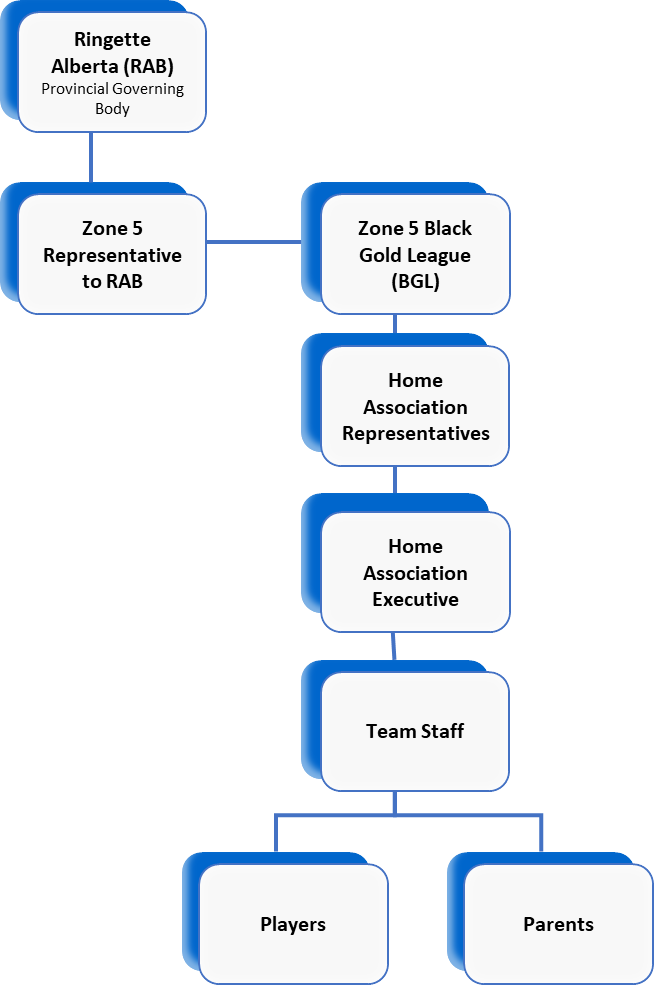 Ringette
Alberta (RAB)
Provincial Governing
Body
Zone 5
Representative
to RAB
Zone 5 Black
Gold League
(BGL)
Home
Association
Representatives
Home
Association
Executive
Team Staff
Players
Parents